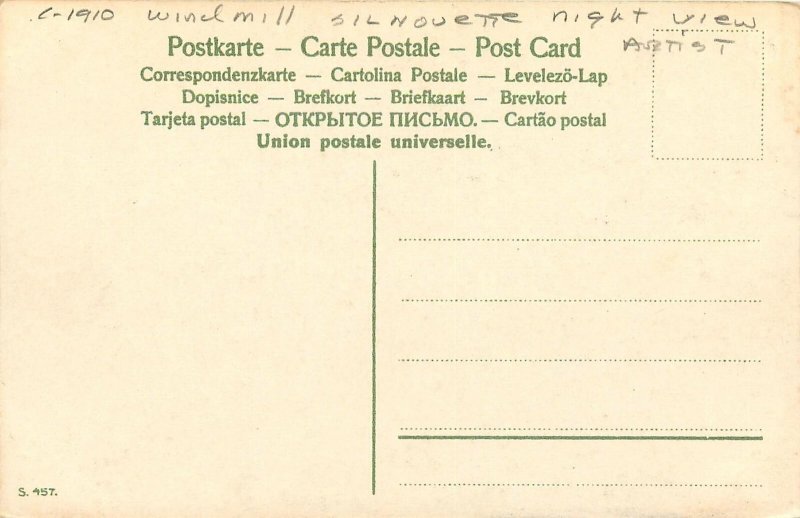 C-1910 windmill SILHOUETTE night view
ARTIST
Postkarte – Carte Postale – Post Card
Correspondenzkarte – Cartolina Postale – Levelező-Lap
Dopisnice – Brefkort – Briefkaart – Brevkort
Tarjeta postal – ОТКРЫТОЕ ПИСЬМО. – Cartão postal
Union postale universelle.
S. 457.